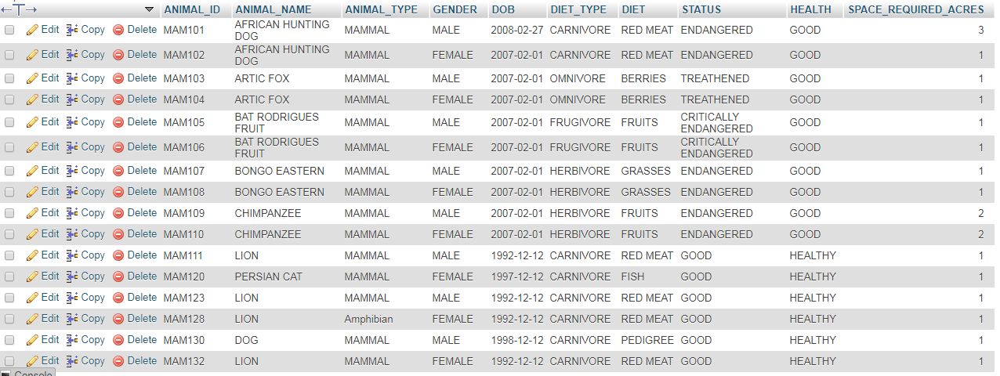 ANIMAL_ID ANIMAL_NAME ANIMAL_TYPE GENDER DOB DIET_TYPE DIET STATUS HEALTH SPACE_REQUIRED_ACRES
Edit Copy Delete MAM101 AFRICAN HUNTING DOG MAMMAL MALE 2008-02-27 CARNIVORE RED MEAT ENDANGERED GOOD 3
Edit Copy Delete MAM102 AFRICAN HUNTING DOG MAMMAL FEMALE 2007-02-01 CARNIVORE RED MEAT ENDANGERED GOOD 1
Edit Copy Delete MAM103 ARTIC FOX MAMMAL MALE 2007-02-01 OMNIVORE BERRIES TREATHENED GOOD 1
Edit Copy Delete MAM104 ARTIC FOX MAMMAL FEMALE 2007-02-01 OMNIVORE BERRIES TREATHENED GOOD 1
Edit Copy Delete MAM105 BAT RODRIGUES FRUIT MAMMAL MALE 2007-02-01 FRUGIVORE FRUITS CRITICALLY ENDANGERED GOOD 1
Edit Copy Delete MAM106 BAT RODRIGUES FRUIT MAMMAL FEMALE 2007-02-01 FRUGIVORE FRUITS CRITICALLY ENDANGERED GOOD 1
Edit Copy Delete MAM107 BONGO EASTERN MAMMAL MALE 2007-02-01 HERBIVORE GRASSES ENDANGERED GOOD 1
Edit Copy Delete MAM108 BONGO EASTERN MAMMAL FEMALE 2007-02-01 HERBIVORE GRASSES ENDANGERED GOOD 1
Edit Copy Delete MAM109 CHIMPANZEE MAMMAL MALE 2007-02-01 HERBIVORE FRUITS ENDANGERED GOOD 2
Edit Copy Delete MAM110 CHIMPANZEE MAMMAL FEMALE 2007-02-01 HERBIVORE FRUITS ENDANGERED GOOD 2
Edit Copy Delete MAM111 LION MAMMAL MALE 1992-12-12 CARNIVORE RED MEAT GOOD HEALTHY 1
Edit Copy Delete MAM120 PERSIAN CAT MAMMAL FEMALE 1997-12-12 CARNIVORE FISH GOOD HEALTHY 1
Edit Copy Delete MAM123 LION MAMMAL MALE 1992-12-12 CARNIVORE RED MEAT GOOD HEALTHY 1
Edit Copy Delete MAM128 LION Amphibian FEMALE 1992-12-12 CARNIVORE RED MEAT GOOD HEALTHY 1
Edit Copy Delete MAM130 DOG MAMMAL MALE 1998-12-12 CARNIVORE PEDIGREE GOOD HEALTHY 1
Edit Copy Delete MAM132 LION MAMMAL FEMALE 1992-12-12 CARNIVORE RED MEAT GOOD HEALTHY 1
Console